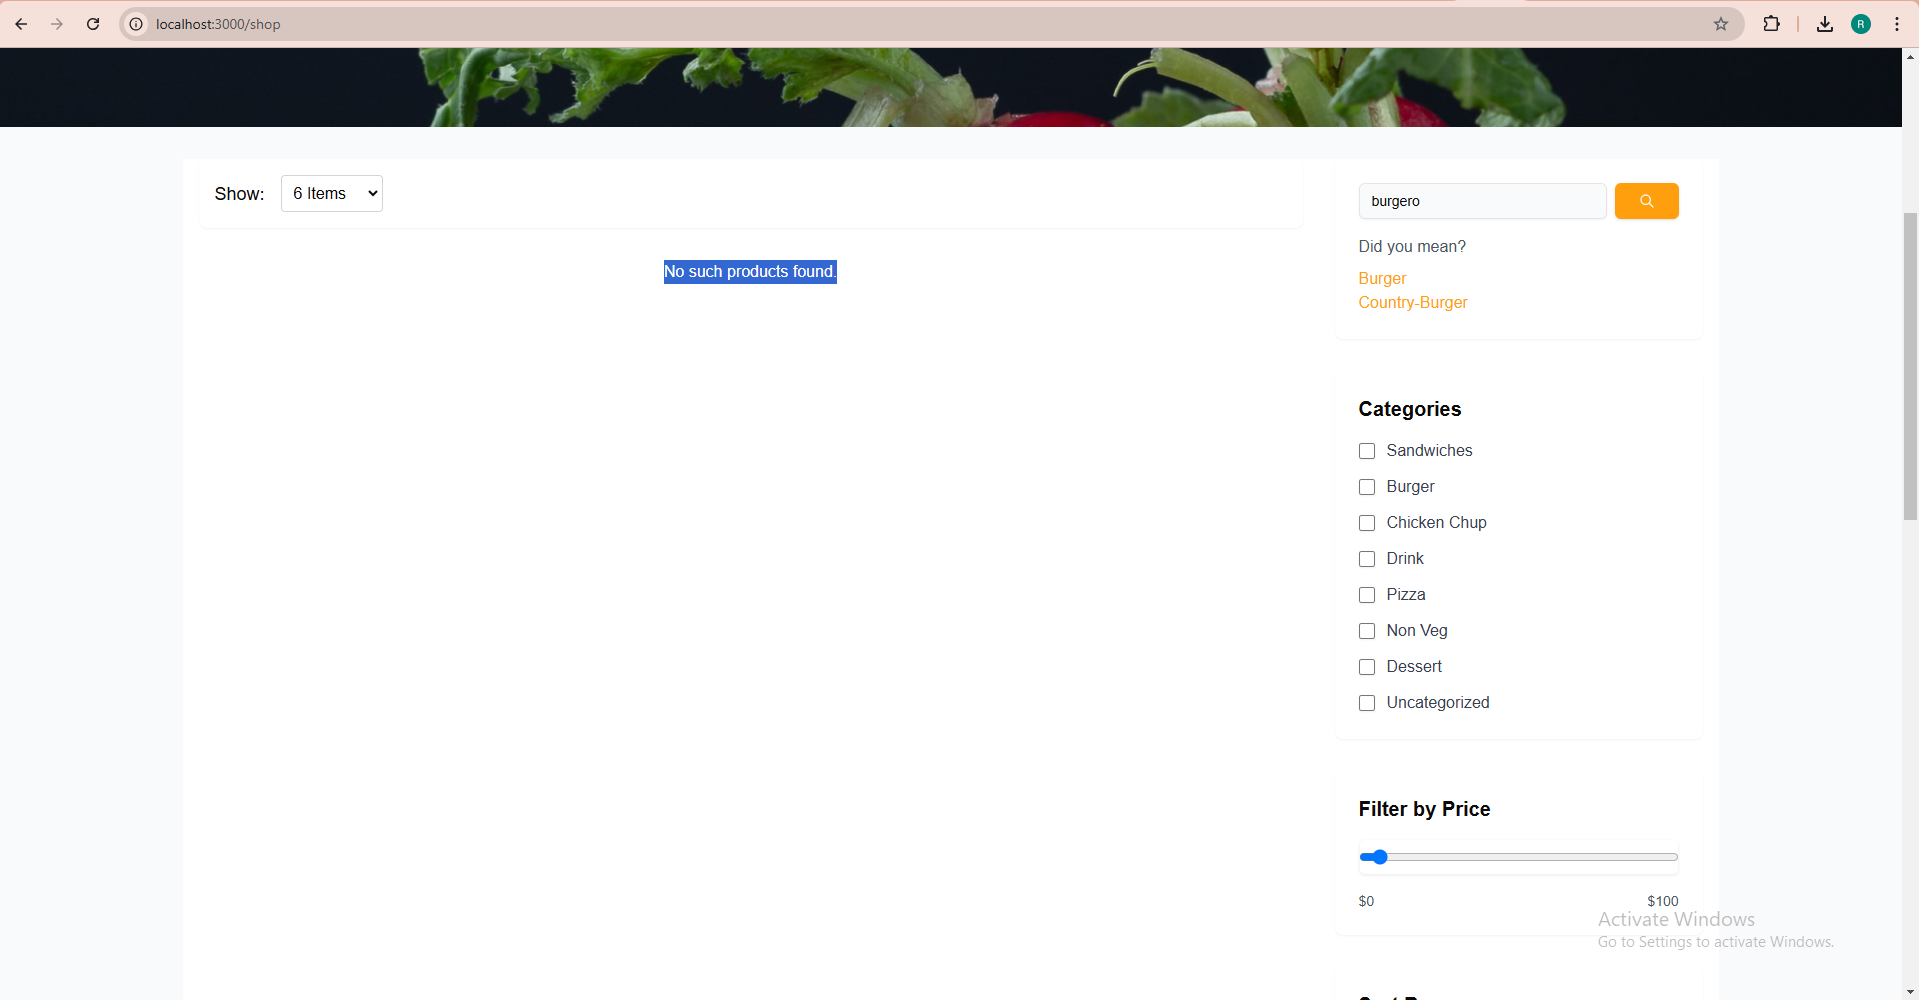 localhost:3000/shop
R
Show:
6 Items
No such products found.
burgero
Did you mean?
Burger
Country-Burger
Categories
Sandwiches
Burger
Chicken Chup
Drink
Pizza
Non Veg
Dessert
Uncategorized
Filter by Price
$0 $100
Activate Windows
Go to Settings to activate Windows.